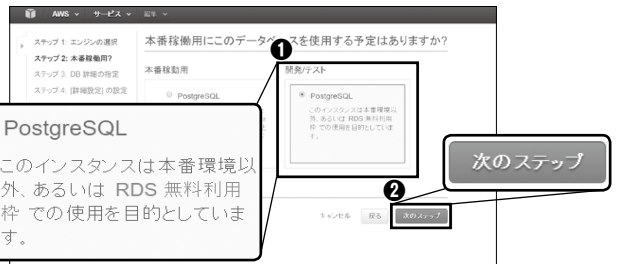 AWS サービス 編集
ステップ 1: エンジンの選択
ステップ 2: 本番稼働用?
ステップ 3: DB 詳細の指定
ステップ 4: [詳細設定] の設定
本番稼働用にこのデータベースを使用する予定はありますか?
❶
本番稼動用
PostgreSQL
開発/テスト
PostgreSQL
このインスタンスは本番環境以
外、あるいは RDS 無料利用
枠 での使用を目的としていま
す。
PostgreSQL
このインスタンスは本番環境以
外、あるいは RDS 無料利用
枠 での使用を目的としていま
す。
次のステップ
❷
キャンセル 戻る 次のステップ